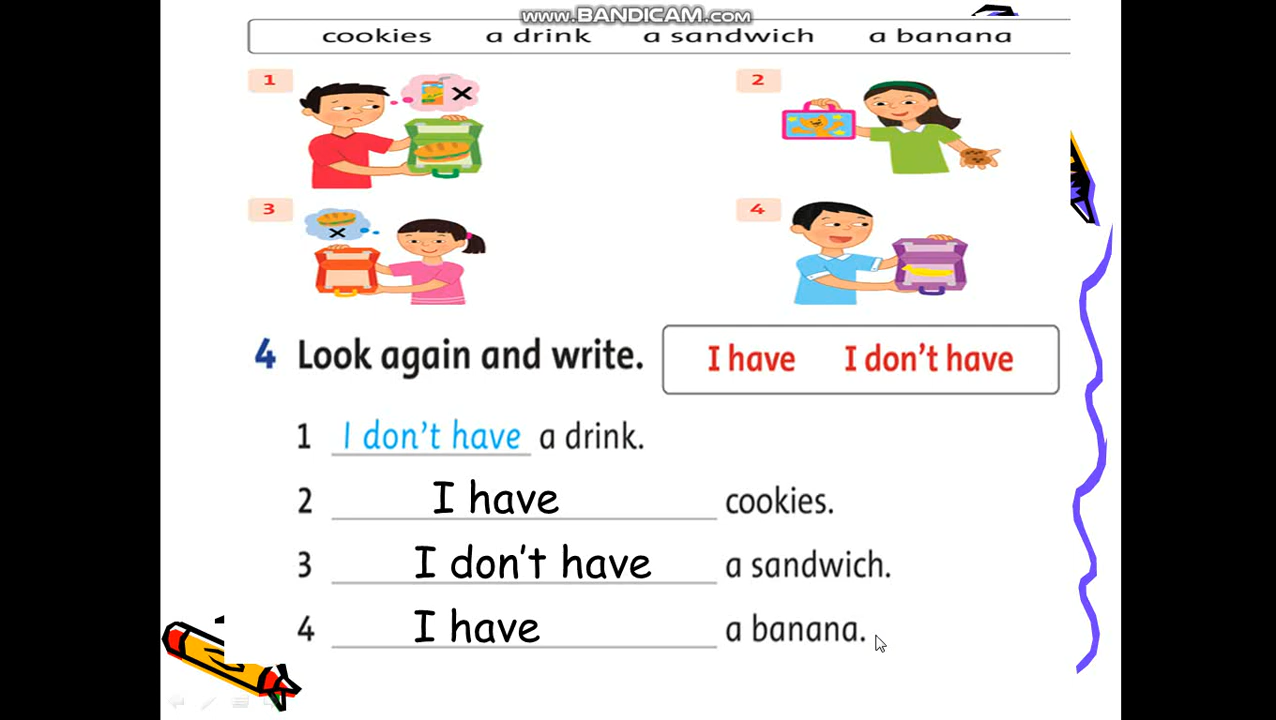 www.BANDICAM.com
cookies a drink a sandwich a banana
1 2
3 4
4 Look again and write. I have I don't have
1 I don't have a drink.
2 I have cookies.
3 I don't have a sandwich.
4 I have a banana.